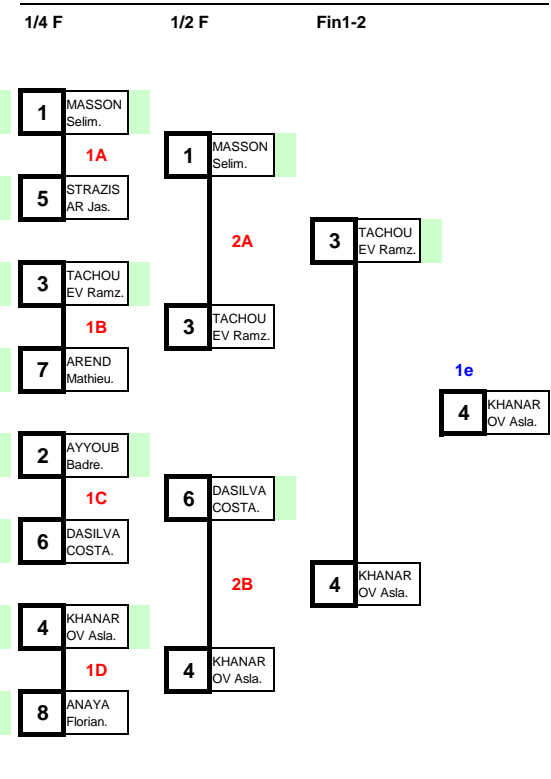 1/4 F
1/2 F
Fin1-2
1
MASSON
Selim.
1A
5
STRAZIS
AR Jas.
3
TACHOU
EV Ramz.
1B
7
AREND
Mathieu.
2
AYYOUB
Badre.
1C
6
DASILVA
COSTA.
4
KHANAR
OV Asla.
1D
8
ANAYA
Florian.
1
MASSON
Selim.
2A
3
TACHOU
EV Ramz.
6
DASILVA
COSTA.
2B
4
KHANAR
OV Asla.
3
TACHOU
EV Ramz.
4
KHANAR
OV Asla.
1e
4
KHANAR
OV Asla.